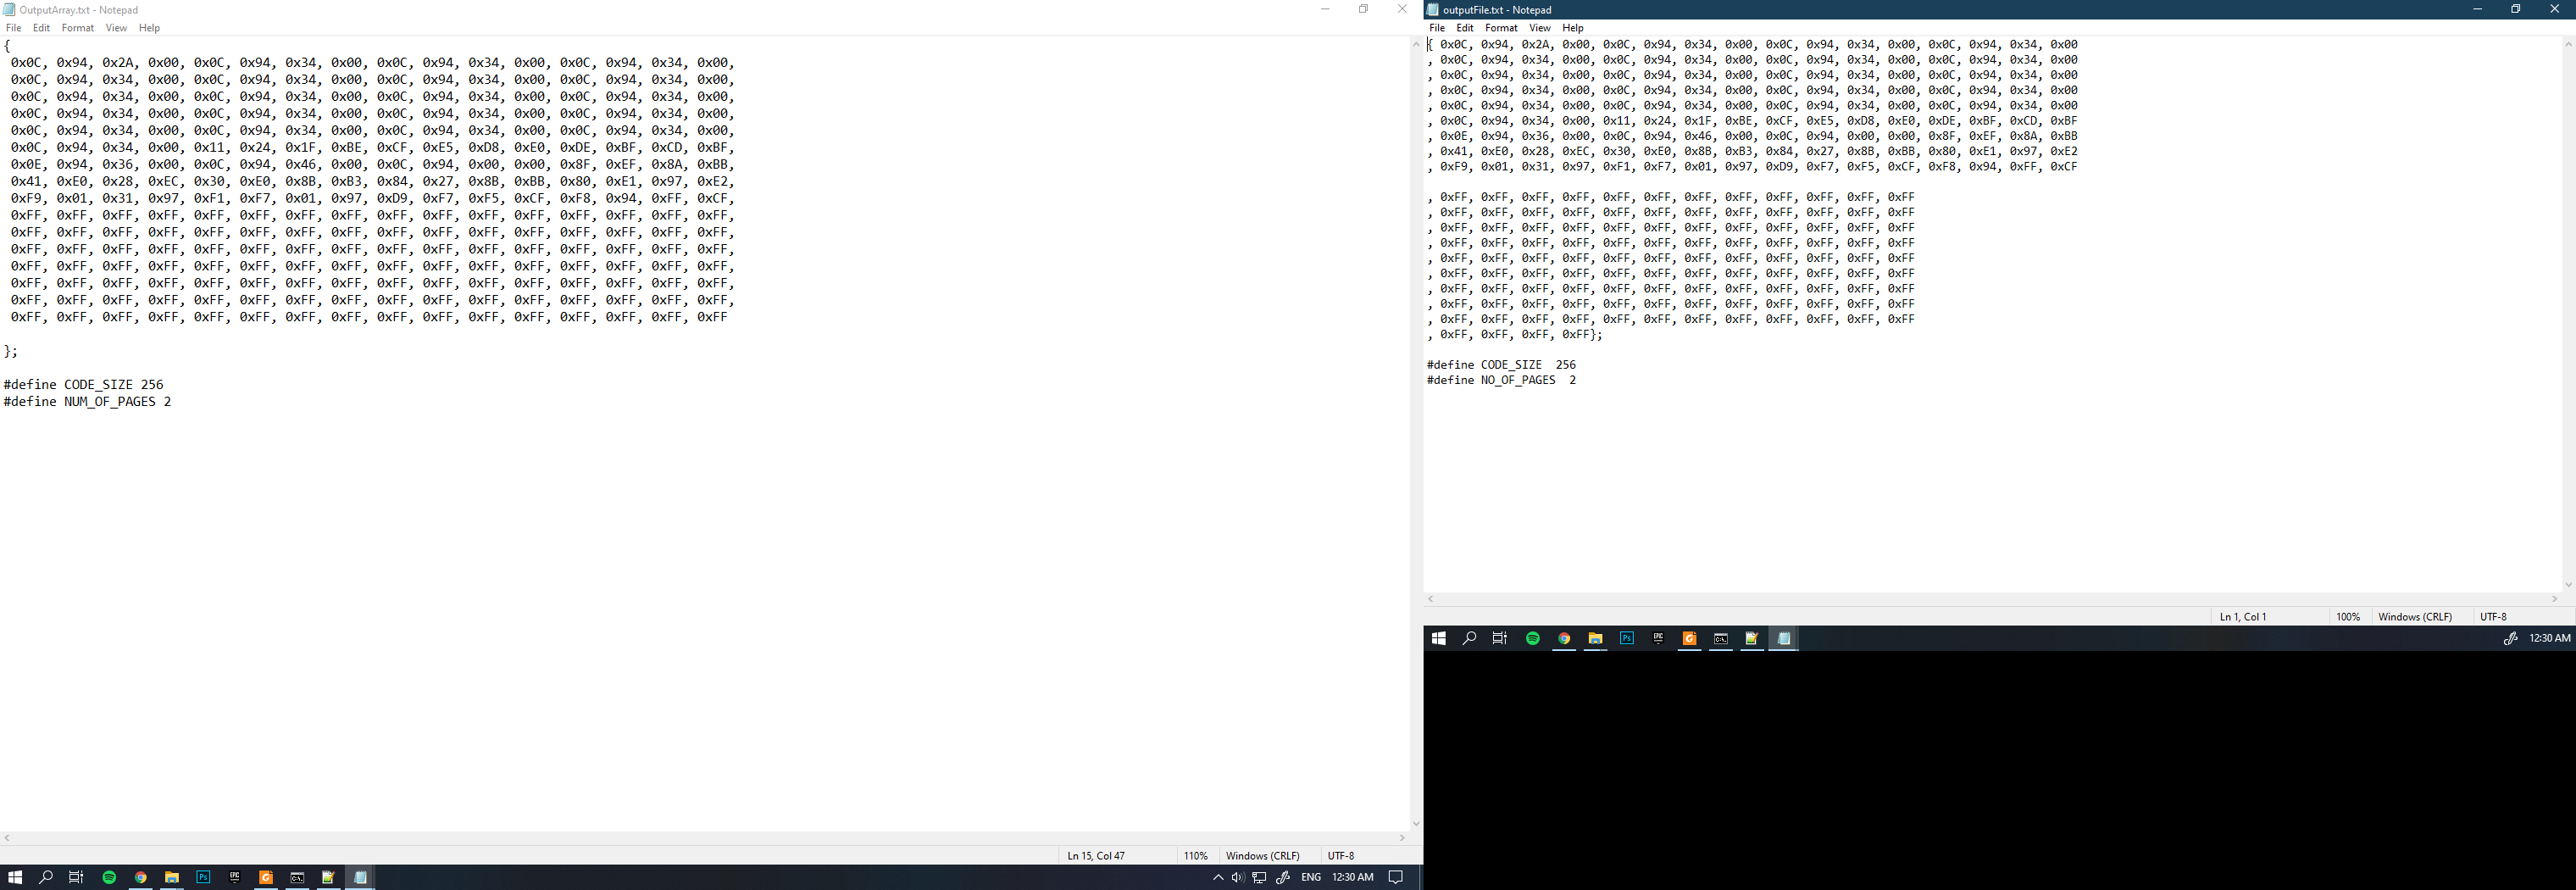 OutputArray.txt - Notepad
File Edit Format View Help
{
0x0C, 0x94, 0x2A, 0x00, 0x0C, 0x94, 0x34, 0x00, 0x0C, 0x94, 0x34, 0x00, 0x0C, 0x94, 0x34, 0x00,
0x0C, 0x94, 0x34, 0x00, 0x0C, 0x94, 0x34, 0x00, 0x0C, 0x94, 0x34, 0x00, 0x0C, 0x94, 0x34, 0x00,
0x0C, 0x94, 0x34, 0x00, 0x0C, 0x94, 0x34, 0x00, 0x0C, 0x94, 0x34, 0x00, 0x0C, 0x94, 0x34, 0x00,
0x0C, 0x94, 0x34, 0x00, 0x0C, 0x94, 0x34, 0x00, 0x0C, 0x94, 0x34, 0x00, 0x0C, 0x94, 0x34, 0x00,
0x0C, 0x94, 0x34, 0x00, 0x0C, 0x94, 0x34, 0x00, 0x0C, 0x94, 0x34, 0x00, 0x0C, 0x94, 0x34, 0x00,
0x0C, 0x94, 0x34, 0x00, 0x11, 0x24, 0x1F, 0xBE, 0xCF, 0xE5, 0xD8, 0xE0, 0xDE, 0xBF, 0xCD, 0xBF,
0x0E, 0x94, 0x36, 0x00, 0x0C, 0x94, 0x46, 0x00, 0x0C, 0x94, 0x00, 0x00, 0x8F, 0xEF, 0x8A, 0xBB,
0x41, 0xE0, 0x28, 0xEC, 0x30, 0xE0, 0x8B, 0xB3, 0x84, 0x27, 0x8B, 0xBB, 0x80, 0xE1, 0x97, 0xE2,
0xF9, 0x01, 0x31, 0x97, 0xF1, 0xF7, 0x01, 0x97, 0xD9, 0xF7, 0xF5, 0xCF, 0xF8, 0x94, 0xFF, 0xCF,
0xFF, 0xFF, 0xFF, 0xFF, 0xFF, 0xFF, 0xFF, 0xFF, 0xFF, 0xFF, 0xFF, 0xFF, 0xFF, 0xFF, 0xFF, 0xFF,
0xFF, 0xFF, 0xFF, 0xFF, 0xFF, 0xFF, 0xFF, 0xFF, 0xFF, 0xFF, 0xFF, 0xFF, 0xFF, 0xFF, 0xFF, 0xFF,
0xFF, 0xFF, 0xFF, 0xFF, 0xFF, 0xFF, 0xFF, 0xFF, 0xFF, 0xFF, 0xFF, 0xFF, 0xFF, 0xFF, 0xFF, 0xFF,
0xFF, 0xFF, 0xFF, 0xFF, 0xFF, 0xFF, 0xFF, 0xFF, 0xFF, 0xFF, 0xFF, 0xFF, 0xFF, 0xFF, 0xFF, 0xFF,
0xFF, 0xFF, 0xFF, 0xFF, 0xFF, 0xFF, 0xFF, 0xFF, 0xFF, 0xFF, 0xFF, 0xFF, 0xFF, 0xFF, 0xFF, 0xFF,
0xFF, 0xFF, 0xFF, 0xFF, 0xFF, 0xFF, 0xFF, 0xFF, 0xFF, 0xFF, 0xFF, 0xFF, 0xFF, 0xFF, 0xFF, 0xFF,
0xFF, 0xFF, 0xFF, 0xFF, 0xFF, 0xFF, 0xFF, 0xFF, 0xFF, 0xFF, 0xFF, 0xFF, 0xFF, 0xFF, 0xFF, 0xFF
};
#define CODE_SIZE 256
#define NUM_OF_PAGES 2
Ln 15, Col 47 110% Windows (CRLF) UTF-8
Ps EPIC ENG 12:30 AM
outputFile.txt - Notepad
File Edit Format View Help
{ 0x0C, 0x94, 0x2A, 0x00, 0x0C, 0x94, 0x34, 0x00, 0x0C, 0x94, 0x34, 0x00, 0x0C, 0x94, 0x34, 0x00
, 0x0C, 0x94, 0x34, 0x00, 0x0C, 0x94, 0x34, 0x00, 0x0C, 0x94, 0x34, 0x00, 0x0C, 0x94, 0x34, 0x00
, 0x0C, 0x94, 0x34, 0x00, 0x0C, 0x94, 0x34, 0x00, 0x0C, 0x94, 0x34, 0x00, 0x0C, 0x94, 0x34, 0x00
, 0x0C, 0x94, 0x34, 0x00, 0x0C, 0x94, 0x34, 0x00, 0x0C, 0x94, 0x34, 0x00, 0x0C, 0x94, 0x34, 0x00
, 0x0C, 0x94, 0x34, 0x00, 0x0C, 0x94, 0x34, 0x00, 0x0C, 0x94, 0x34, 0x00, 0x0C, 0x94, 0x34, 0x00
, 0x0C, 0x94, 0x34, 0x00, 0x11, 0x24, 0x1F, 0xBE, 0xCF, 0xE5, 0xD8, 0xE0, 0xDE, 0xBF, 0xCD, 0xBF
, 0x0E, 0x94, 0x36, 0x00, 0x0C, 0x94, 0x46, 0x00, 0x0C, 0x94, 0x00, 0x00, 0x8F, 0xEF, 0x8A, 0xBB
, 0x41, 0xE0, 0x28, 0xEC, 0x30, 0xE0, 0x8B, 0xB3, 0x84, 0x27, 0x8B, 0xBB, 0x80, 0xE1, 0x97, 0xE2
, 0xF9, 0x01, 0x31, 0x97, 0xF1, 0xF7, 0x01, 0x97, 0xD9, 0xF7, 0xF5, 0xCF, 0xF8, 0x94, 0xFF, 0xCF
, 0xFF, 0xFF, 0xFF, 0xFF, 0xFF, 0xFF, 0xFF, 0xFF, 0xFF, 0xFF, 0xFF, 0xFF
, 0xFF, 0xFF, 0xFF, 0xFF, 0xFF, 0xFF, 0xFF, 0xFF, 0xFF, 0xFF, 0xFF, 0xFF
, 0xFF, 0xFF, 0xFF, 0xFF, 0xFF, 0xFF, 0xFF, 0xFF, 0xFF, 0xFF, 0xFF, 0xFF
, 0xFF, 0xFF, 0xFF, 0xFF, 0xFF, 0xFF, 0xFF, 0xFF, 0xFF, 0xFF, 0xFF, 0xFF
, 0xFF, 0xFF, 0xFF, 0xFF, 0xFF, 0xFF, 0xFF, 0xFF, 0xFF, 0xFF, 0xFF, 0xFF
, 0xFF, 0xFF, 0xFF, 0xFF, 0xFF, 0xFF, 0xFF, 0xFF, 0xFF, 0xFF, 0xFF, 0xFF
, 0xFF, 0xFF, 0xFF, 0xFF, 0xFF, 0xFF, 0xFF, 0xFF, 0xFF, 0xFF, 0xFF, 0xFF
, 0xFF, 0xFF, 0xFF, 0xFF, 0xFF, 0xFF, 0xFF, 0xFF, 0xFF, 0xFF, 0xFF, 0xFF
, 0xFF, 0xFF, 0xFF, 0xFF, 0xFF, 0xFF, 0xFF, 0xFF, 0xFF, 0xFF, 0xFF, 0xFF
, 0xFF, 0xFF, 0xFF, 0xFF};
#define CODE_SIZE  256
#define NO_OF_PAGES  2
Ln 1, Col 1 100% Windows (CRLF) UTF-8
Ps EPIC 12:30 AM